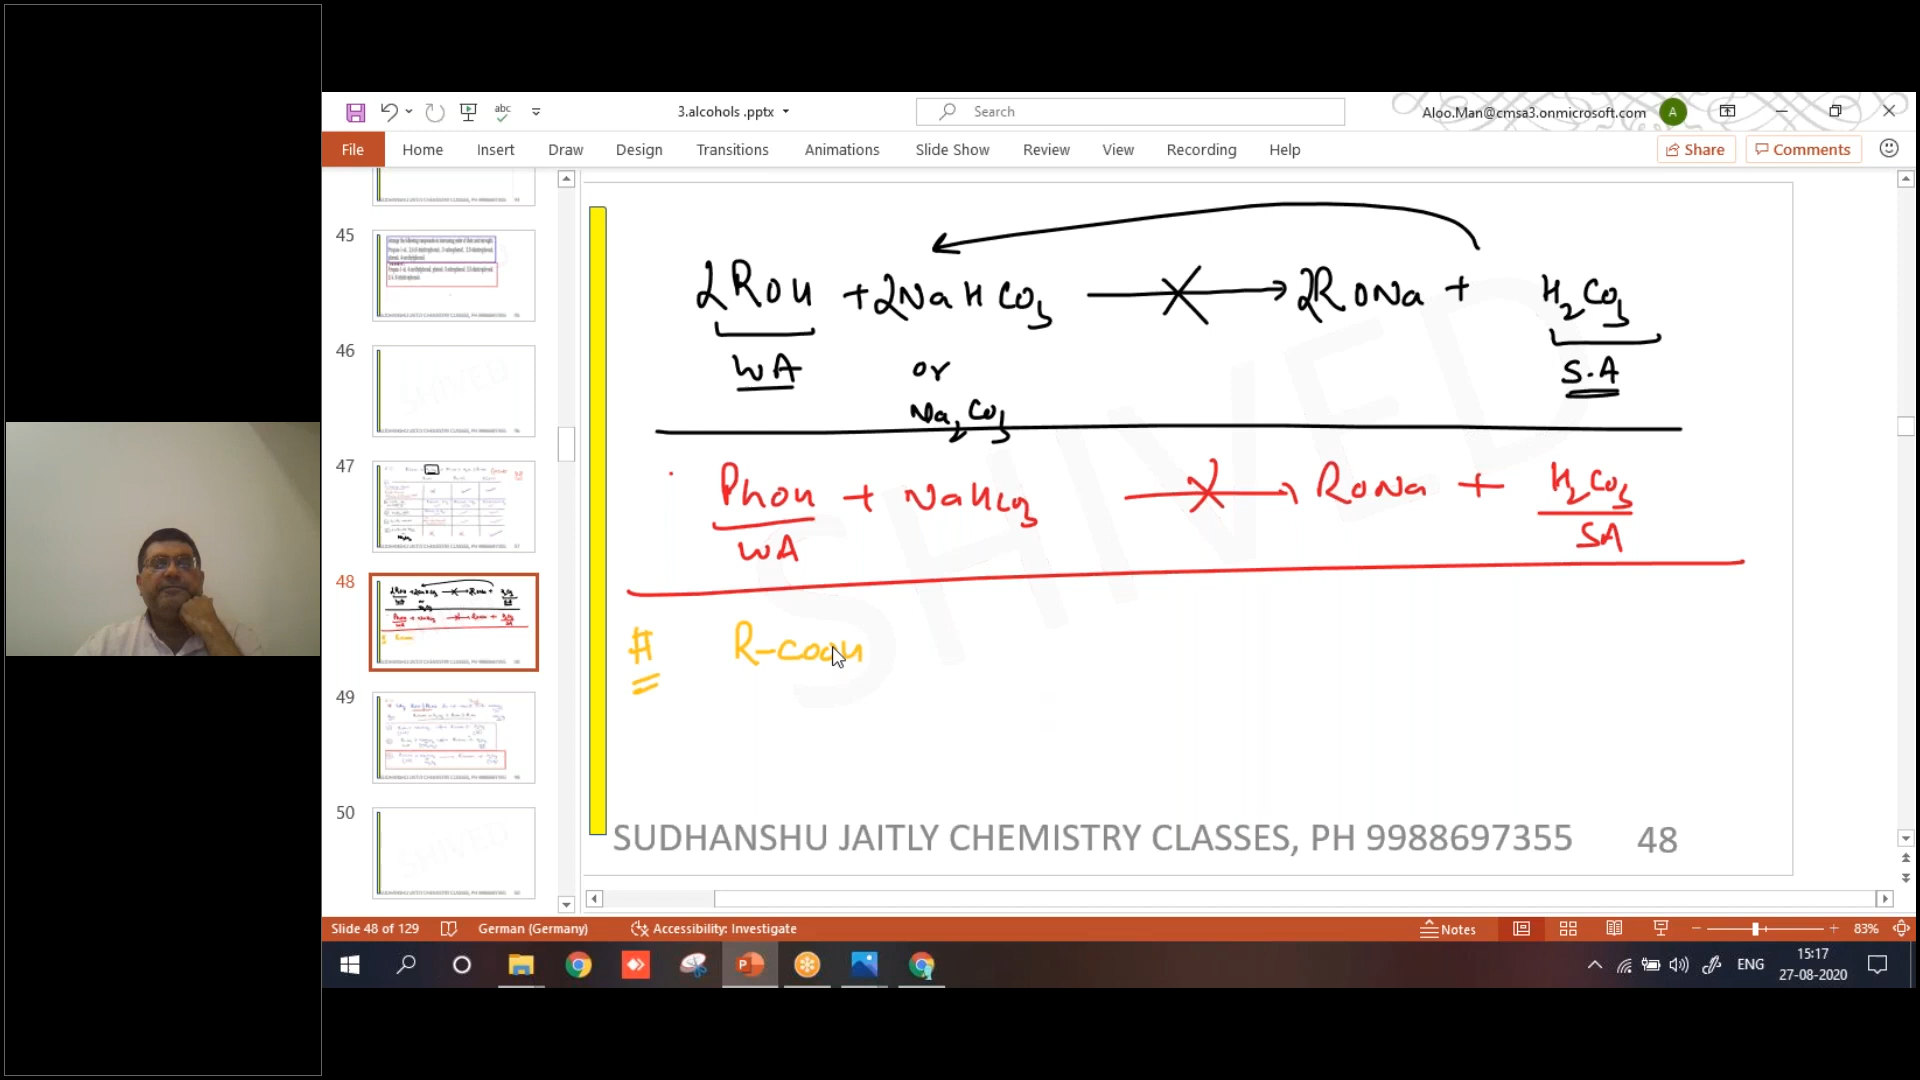 3.alcohols .pptx
Search
Aloo.Man@cmsa3.onmicrosoft.com
A
File Home Insert Draw Design Transitions Animations Slide Show Review View Recording Help
Share Comments
45
46
47
48
49
50
2ROH + 2NaHCO3 → 2RONa + H2CO3
WA or S.A
Na2CO3
PhOH + NaHCO3 → RONa + H2CO3
WA SA
# R-COOH
SHIVED
SUDHANSHU JAITLY CHEMISTRY CLASSES, PH 9988697355 48
Slide 48 of 129 German (Germany) Accessibility: Investigate Notes 83%
ENG 15:17
27-08-2020